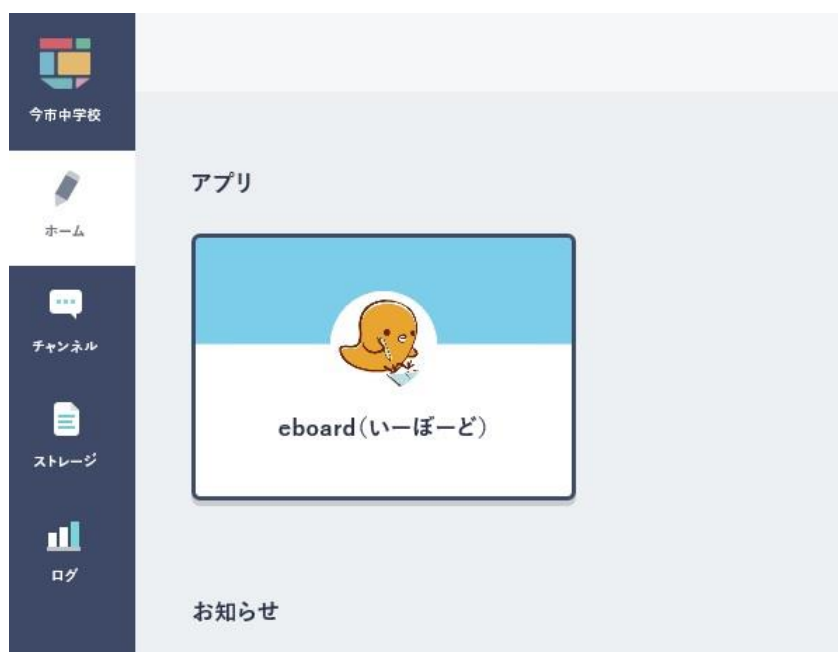 今市中学校
ホーム
チャンネル
ストレージ
ログ
アプリ
eboard(いーぼーど)
お知らせ